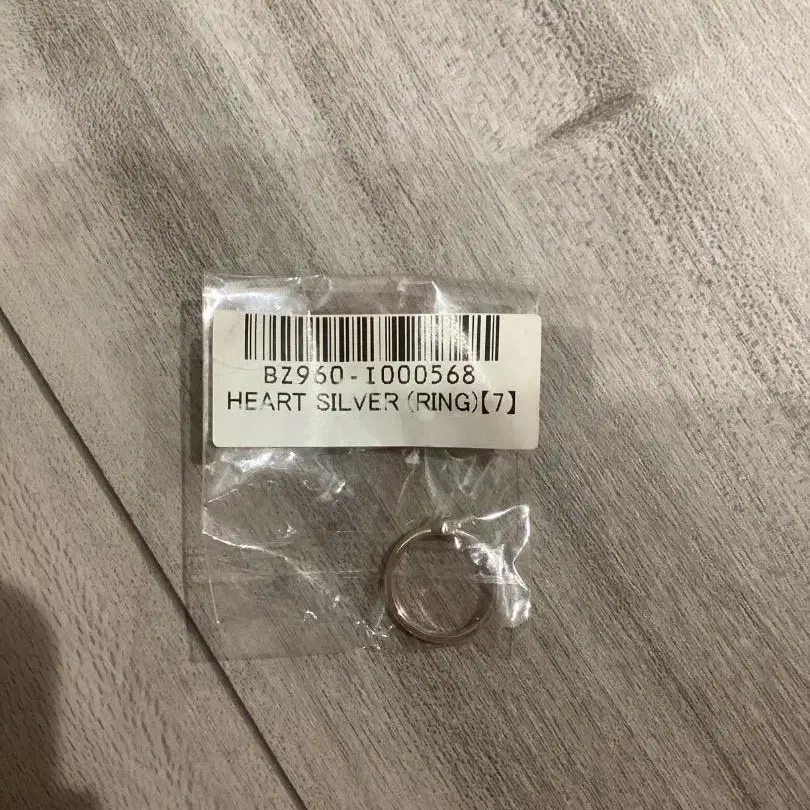 BZ960-I000568
HEART SILVER (RING)【7】